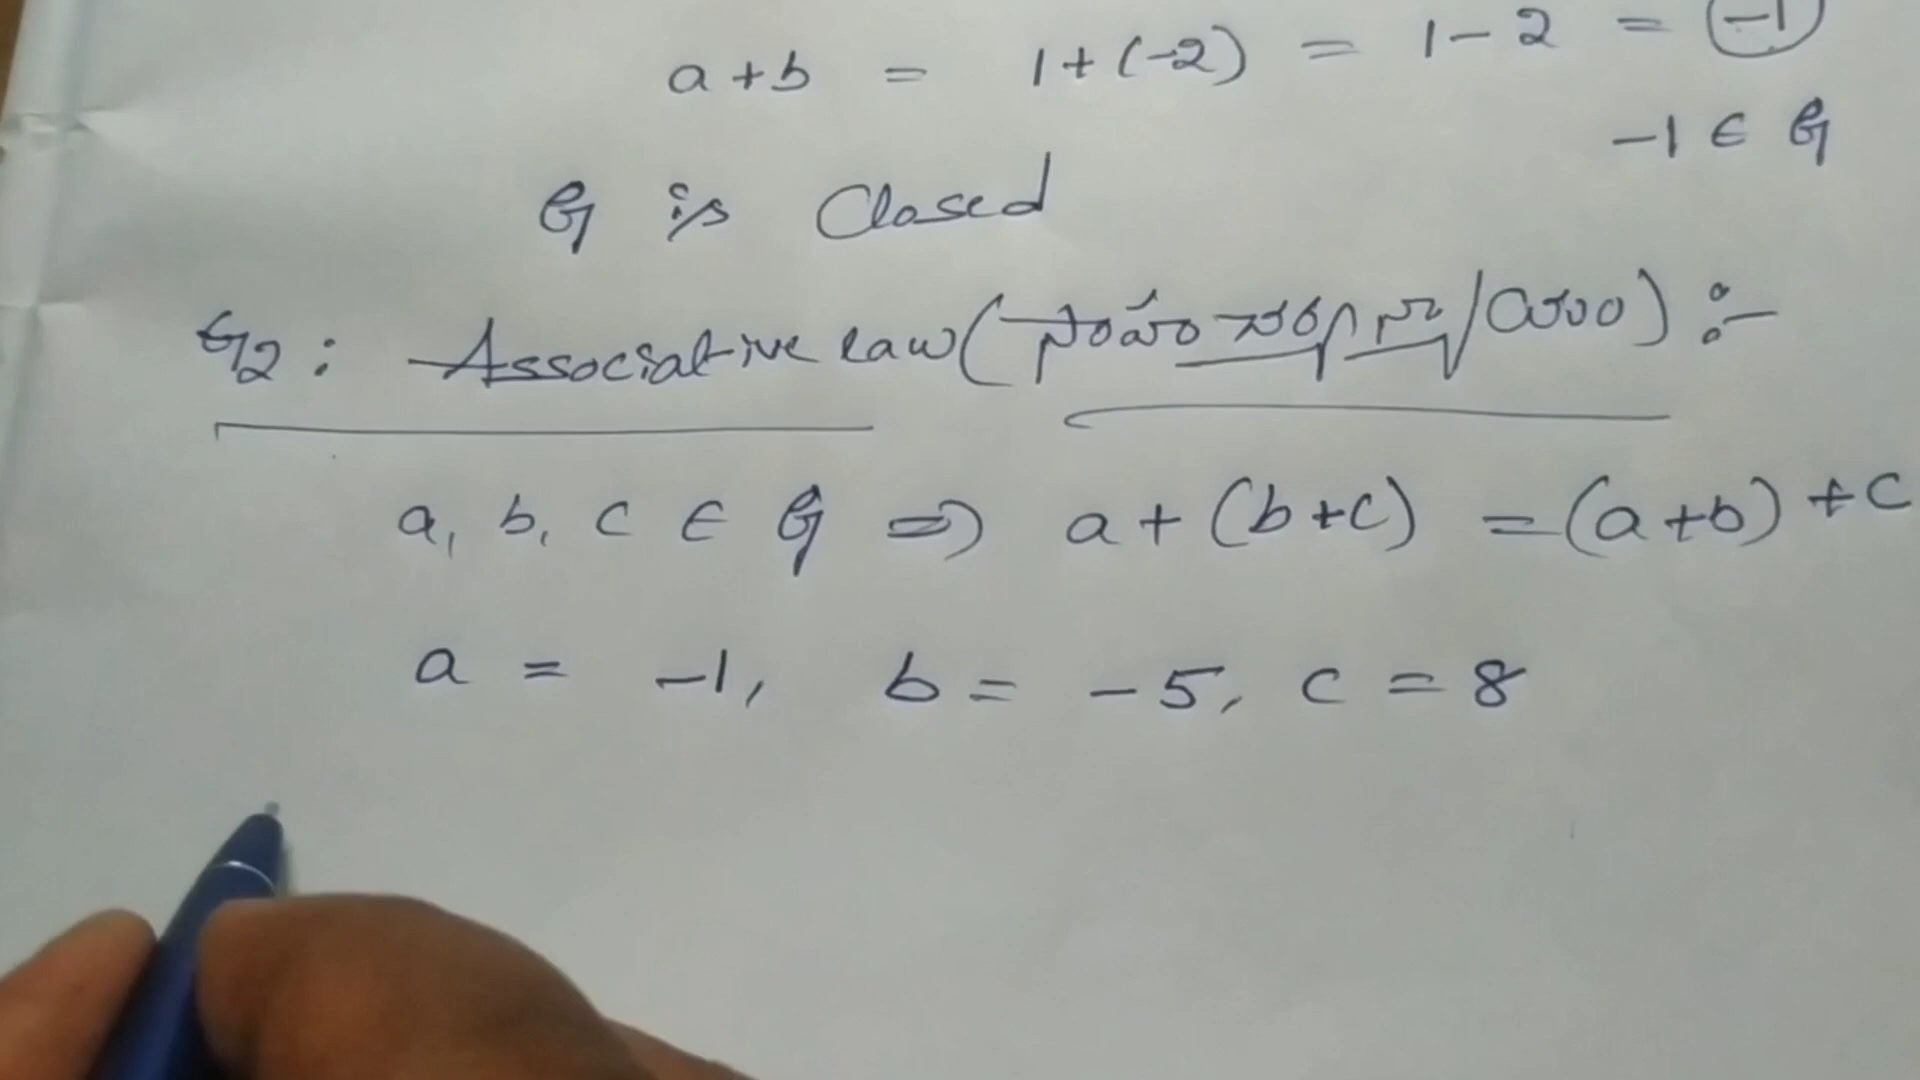 a + b = 1 + (-2) = 1 - 2 = -1
-1 ∈ G
G is Closed
G2 : Associative law ( / ) :-
a, b, c ∈ G ⇒ a + (b+c) = (a+b) + c
a = -1, b = -5, c = 8